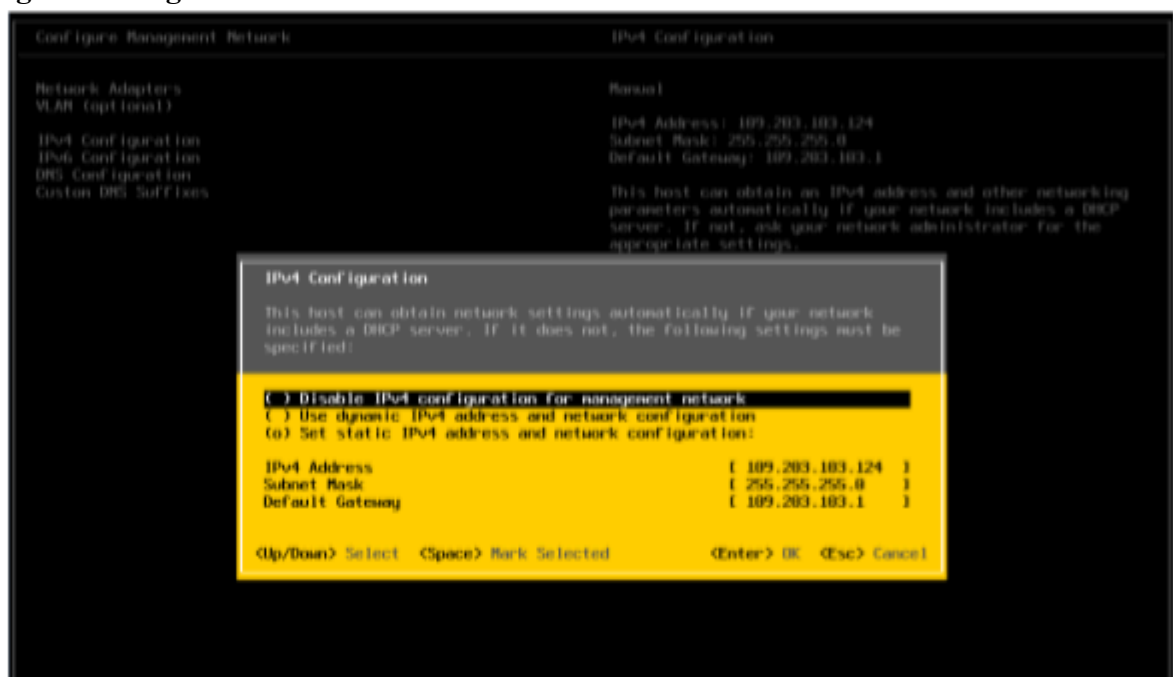 Configure Management Network
IPv4 Configuration
Network Adapters
VLAN (optional)
IPv4 Configuration
IPv6 Configuration
DNS Configuration
Custom DNS Suffixes
Manual
IPv4 Address: 189.203.103.124
Subnet Mask: 255.255.255.0
Default Gateway: 189.203.103.1
This host can obtain an IPv4 address and other networking
parameters automatically if your network includes a DHCP
server. If not, ask your network administrator for the
appropriate settings.
IPv4 Configuration
This host can obtain network settings automatically if your network
includes a DHCP server. If it does not, the following settings must be
specified:
( ) Disable IPv4 configuration for management network
( ) Use dynamic IPv4 address and network configuration
(o) Set static IPv4 address and network configuration:
IPv4 Address [ 189.203.103.124 ]
Subnet Mask [ 255.255.255.0 ]
Default Gateway [ 189.203.103.1 ]
<Up/Down> Select <Space> Mark Selected <Enter> OK <Esc> Cancel